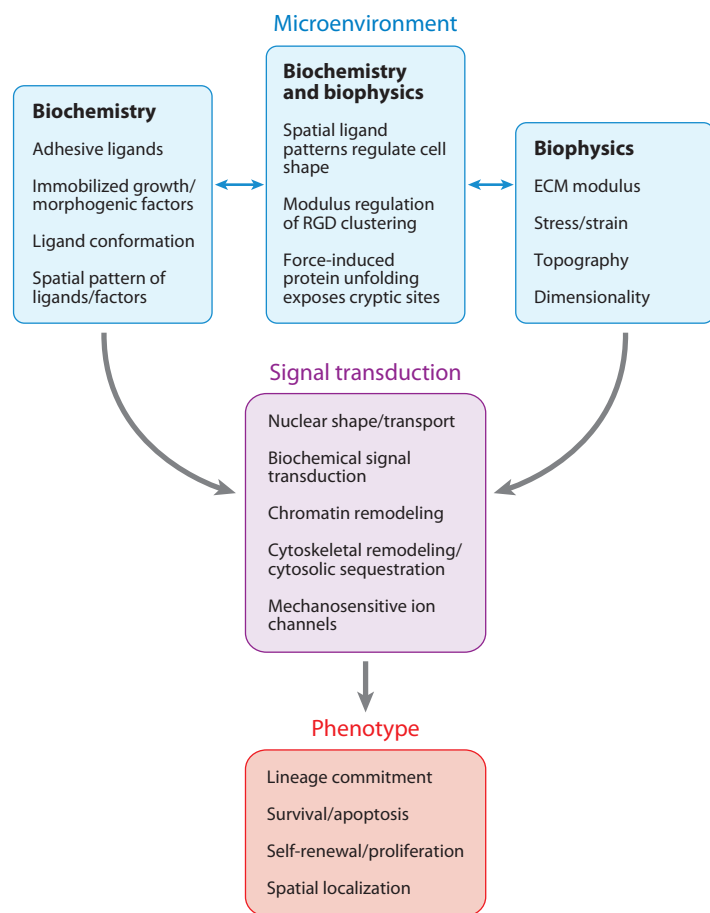 Microenvironment
Biochemistry
Adhesive ligands
Immobilized growth/
morphogenic factors
Ligand conformation
Spatial pattern of
ligands/factors
Biochemistry
and biophysics
Spatial ligand
patterns regulate cell
shape
Modulus regulation
of RGD clustering
Force-induced
protein unfolding
exposes cryptic sites
Biophysics
ECM modulus
Stress/strain
Topography
Dimensionality
Signal transduction
Nuclear shape/transport
Biochemical signal
transduction
Chromatin remodeling
Cytoskeletal remodeling/
cytosolic sequestration
Mechanosensitive ion
channels
Phenotype
Lineage commitment
Survival/apoptosis
Self-renewal/proliferation
Spatial localization